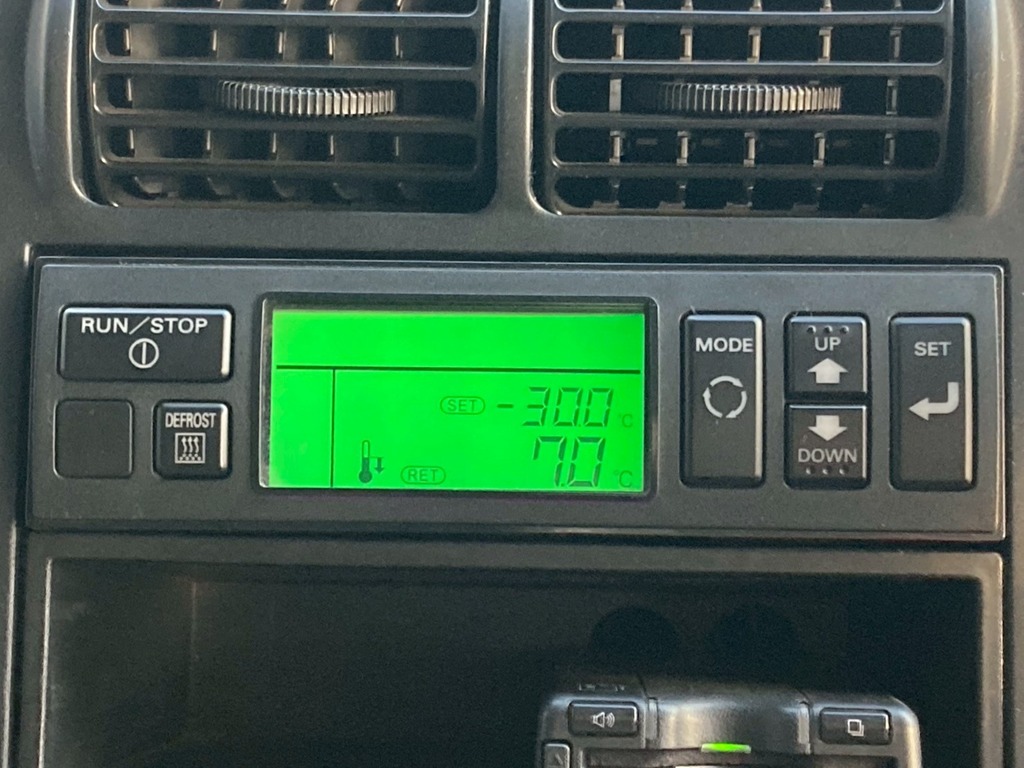 RUN/STOP
DEFROST
SET -30.0 °C
RET 7.0 °C
MODE
UP
DOWN
SET